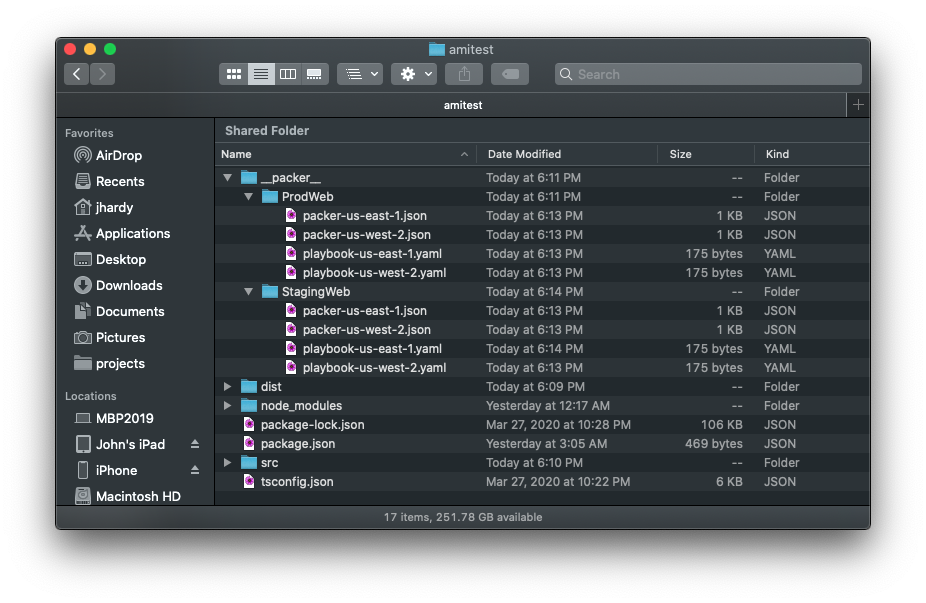 amitest
Search
amitest
Favorites
AirDrop
Recents
jhardy
Applications
Desktop
Downloads
Documents
Pictures
projects
Locations
MBP2019
John's iPad
iPhone
Macintosh HD
Shared Folder
Name Date Modified Size Kind
__packer__ Today at 6:11 PM -- Folder
ProdWeb Today at 6:11 PM -- Folder
packer-us-east-1.json Today at 6:13 PM 1 KB JSON
packer-us-west-2.json Today at 6:13 PM 1 KB JSON
playbook-us-east-1.yaml Today at 6:13 PM 175 bytes YAML
playbook-us-west-2.yaml Today at 6:13 PM 175 bytes YAML
StagingWeb Today at 6:14 PM -- Folder
packer-us-east-1.json Today at 6:13 PM 1 KB JSON
packer-us-west-2.json Today at 6:13 PM 1 KB JSON
playbook-us-east-1.yaml Today at 6:14 PM 175 bytes YAML
playbook-us-west-2.yaml Today at 6:13 PM 175 bytes YAML
dist Today at 6:09 PM -- Folder
node_modules Yesterday at 12:17 AM -- Folder
package-lock.json Mar 27, 2020 at 10:28 PM 106 KB JSON
package.json Yesterday at 3:05 AM 469 bytes JSON
src Today at 6:10 PM -- Folder
tsconfig.json Mar 27, 2020 at 10:22 PM 6 KB JSON
17 items, 251.78 GB available